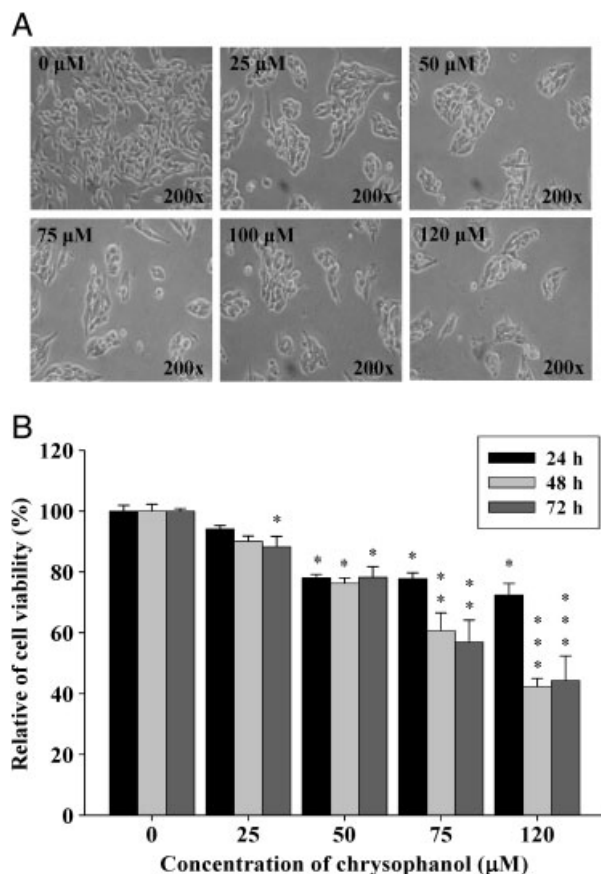 A
0 µM
25 µM
50 µM
200x
200x
200x
75 µM
100 µM
120 µM
200x
200x
200x
B
120
24 h
48 h
72 h
100
80
60
40
20
0
Relative of cell viability (%)
* * * * * ** ** * *** ***
0 25 50 75 120
Concentration of chrysophanol (µM)